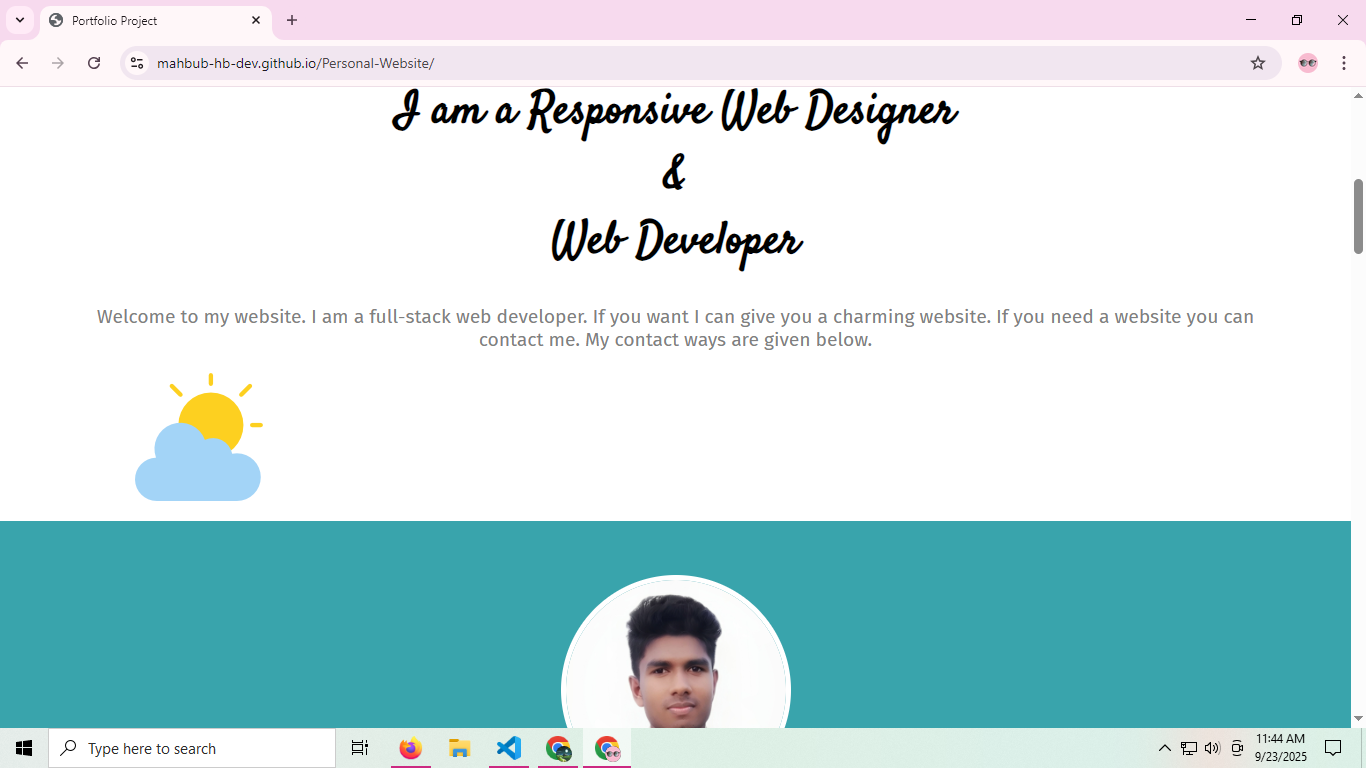 Portfolio Project
mahbub-hb-dev.github.io/Personal-Website/
I am a Responsive Web Designer
&
Web Developer
Welcome to my website. I am a full-stack web developer. If you want I can give you a charming website. If you need a website you can
contact me. My contact ways are given below.
Type here to search
11:44 AM
9/23/2025